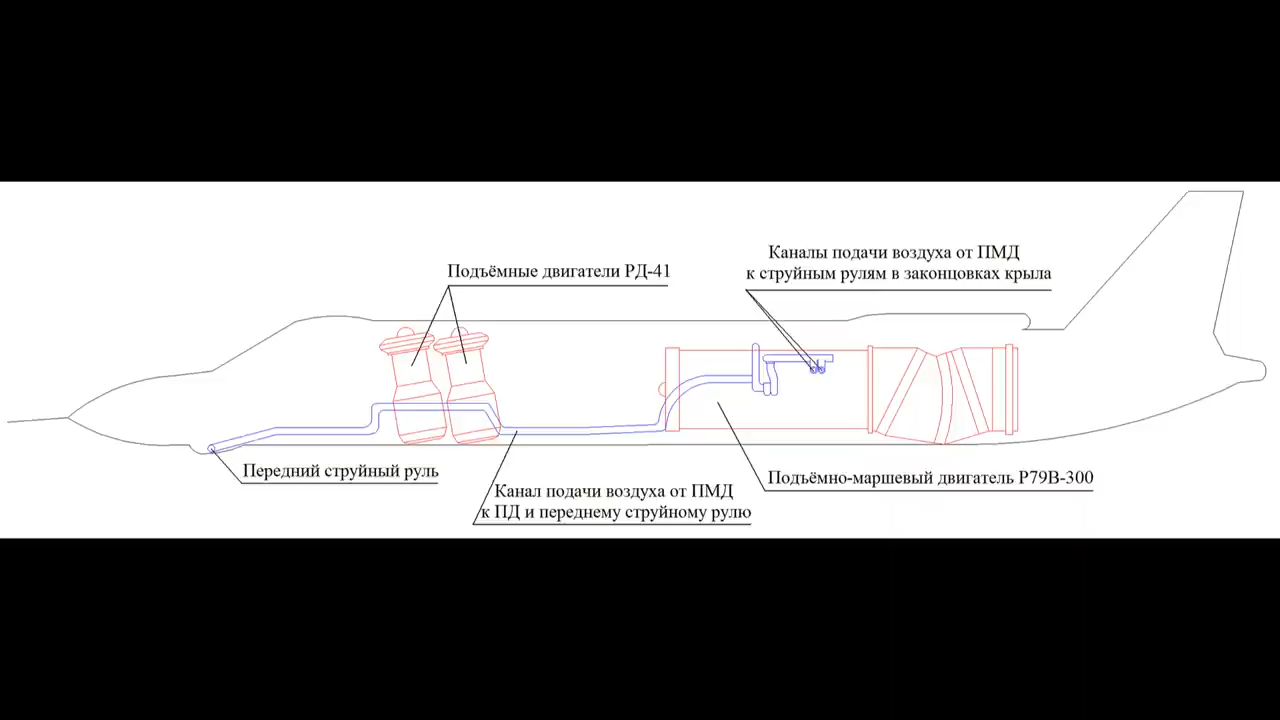 Каналы подачи воздуха от ПМД
к струйным рулям в законцовках крыла
Подъёмные двигатели РД-41
Передний струйный руль
Канал подачи воздуха от ПМД
к ПД и переднему струйному рулю
Подъёмно-маршевый двигатель Р79В-300